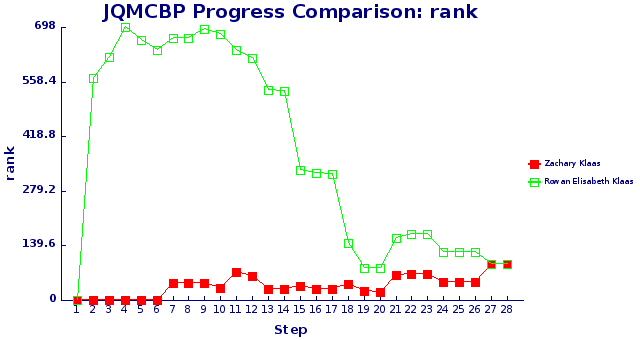 JQMCBP Progress Comparison: rank
698
558.4
418.8
279.2
139.6
0
rank
1 2 3 4 5 6 7 8 9 10 11 12 13 14 15 16 17 18 19 20 21 22 23 24 25 26 27 28
Step
Zachary Klaas
Rowan Elisabeth Klaas